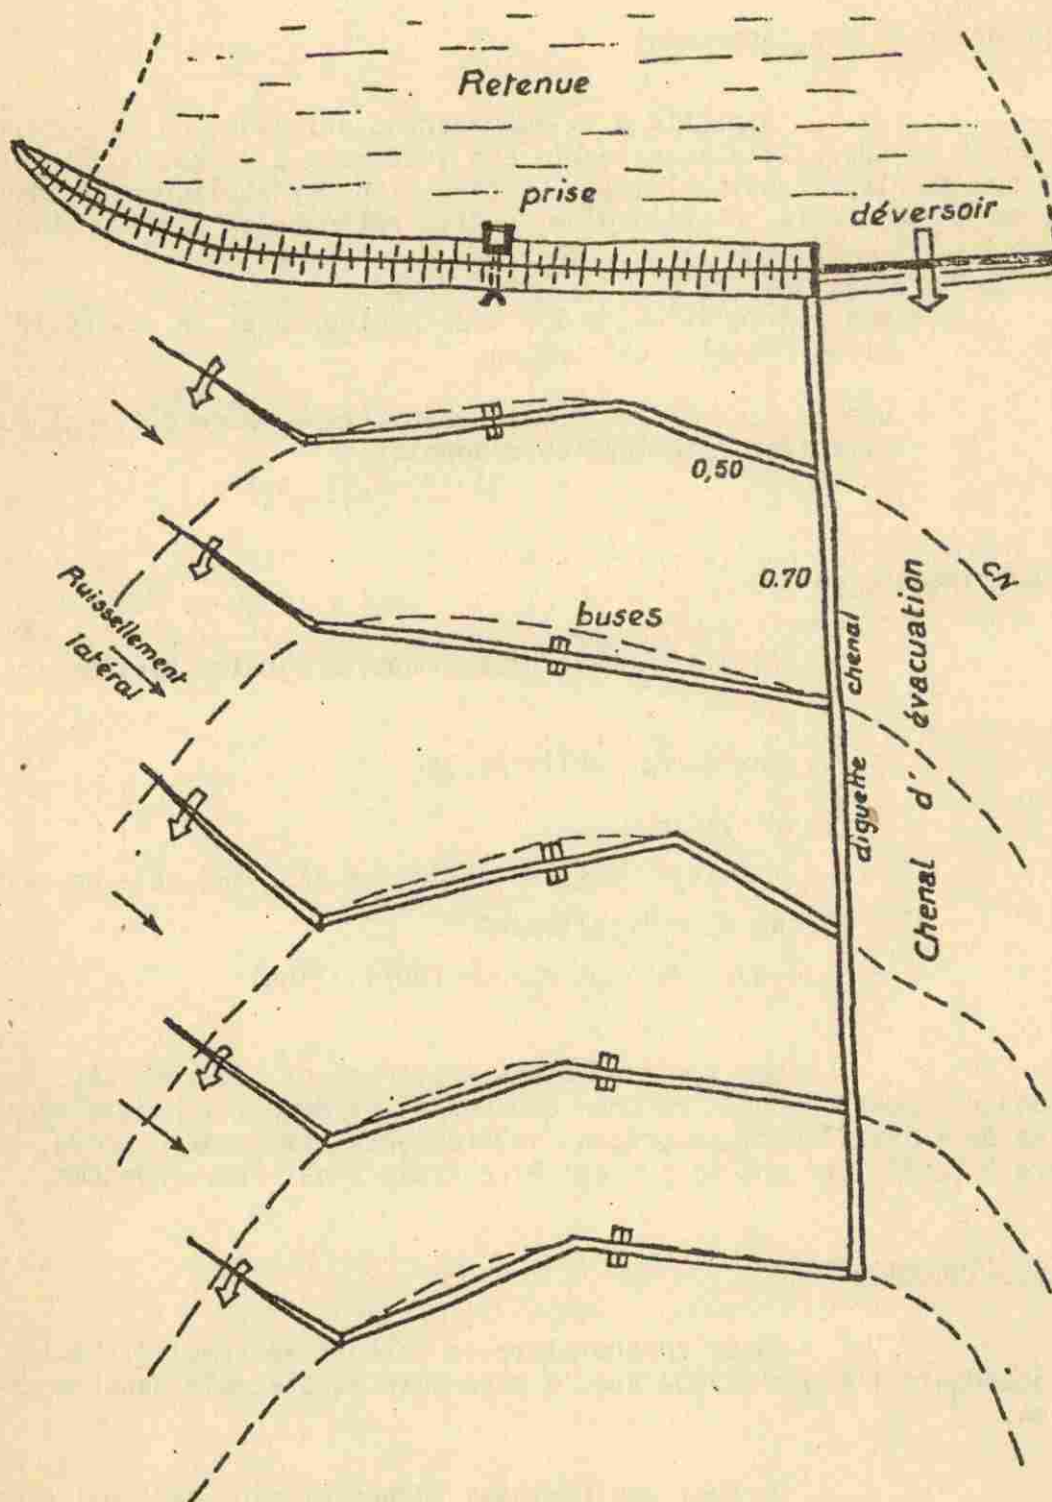 Retenue
prise
déversoir
0,50
CN
0.70
Ruissellement
latéral
buses
chenal
diguette
Chenal d' évacuation